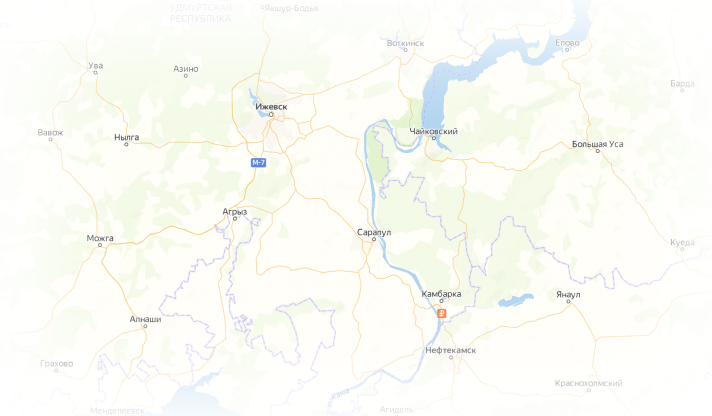 УДМУРТСКАЯ
РЕСПУБЛИКА
Якшур-Бодья
Воткинск
Елово
Ува
Азино
Барда
Ижевск
Вавож
Нылга
Чайковский
Большая Уса
М-7
Агрыз
Можга
Сарапул
Куеда
Камбарка
Янаул
₽
Алнаши
Нефтекамск
Грахово
Краснохолмский
Кама
Менделеевск
Агидель